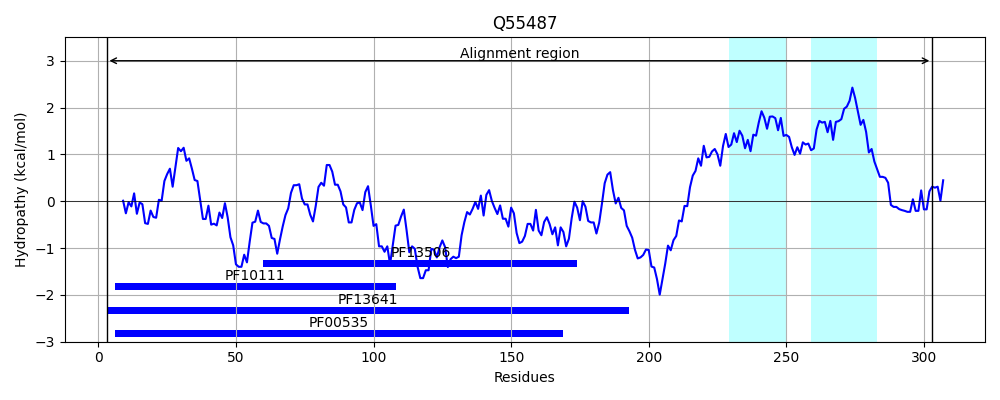 Q55487
Alignment region
Hydropathy (kcal/mol)
3
2
1
0
−1
−2
−3
PF13506
PF10111
PF13641
PF00535
0 50 100 150 200 250 300
Residues